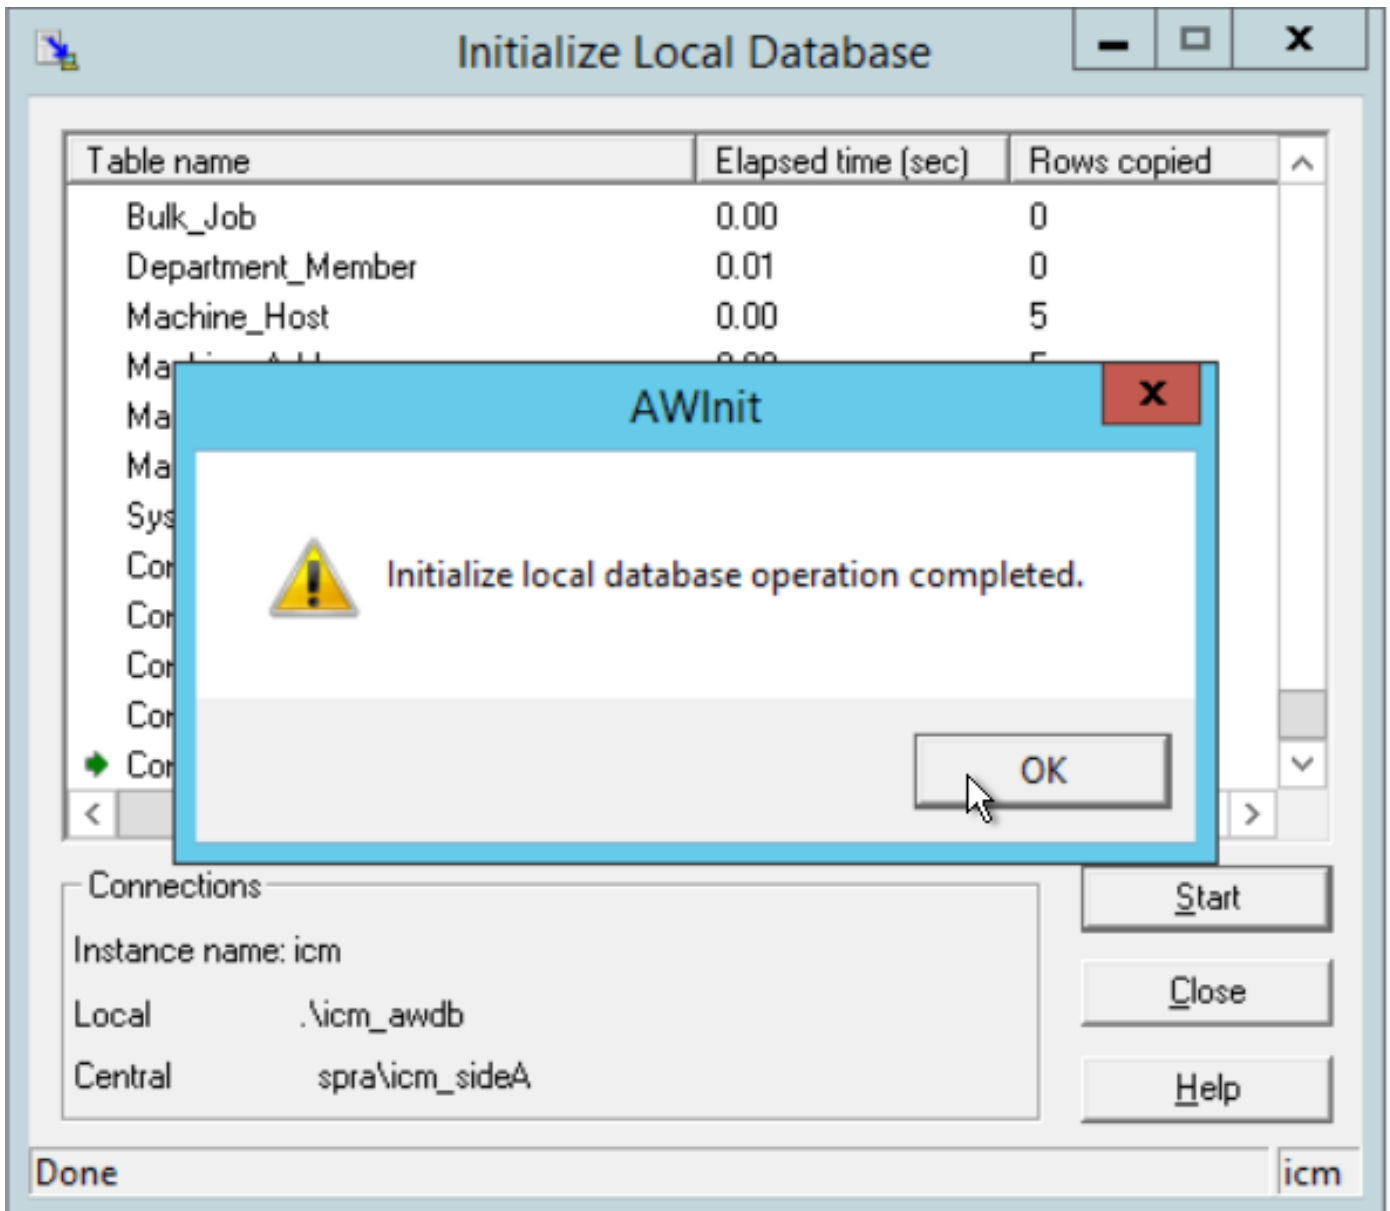 Initialize Local Database
Table name Elapsed time (sec) Rows copied
Bulk_Job 0.00 0
Department_Member 0.01 0
Machine_Host 0.00 5
AWInit
Initialize local database operation completed.
OK
Connections
Instance name: icm
Local .\icm_awdb
Central spra\icm_sideA
Start
Close
Help
Done icm